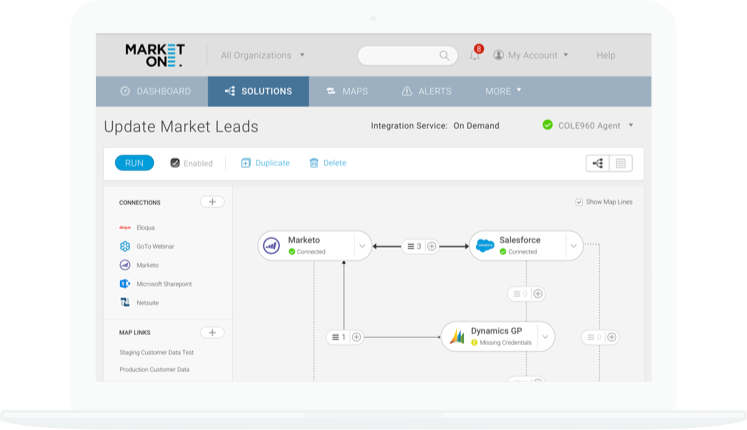 MARKET
ONE.
All Organizations
8
My Account
Help
DASHBOARD
SOLUTIONS
MAPS
ALERTS
MORE
Update Market Leads
Integration Service: On Demand
COLE960 Agent
RUN
Enabled
Duplicate
Delete
CONNECTIONS
Eloqua
GoTo Webinar
Marketo
Microsoft Sharepoint
Netsuite
MAP LINKS
Staging Customer Data Test
Production Customer Data
Show Map Lines
Marketo
Connected
3
Salesforce
Connected
0
1
Dynamics GP
Missing Credentials
0